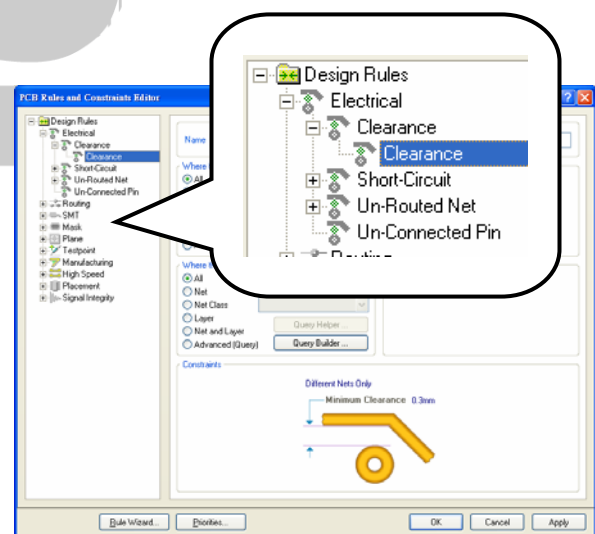 Design Rules
Electrical
Clearance
Clearance
Short-Circuit
Un-Routed Net
Un-Connected Pin
Routing
PCB Rules and Constraints Editor
Design Rules
Electrical
Clearance
Clearance
Short-Circuit
Un-Routed Net
Un-Connected Pin
Routing
SMT
Mask
Plane
Testpoint
Manufacturing
High Speed
Placement
Signal Integrity
Name
Where
All
Where t
All
Net
Net Class
Layer
Net and Layer
Advanced (Query)
Query Helper ...
Query Builder ...
Constraints
Different Nets Only
Minimum Clearance 0.3mm
Rule Wizard...
Priorities...
OK
Cancel
Apply